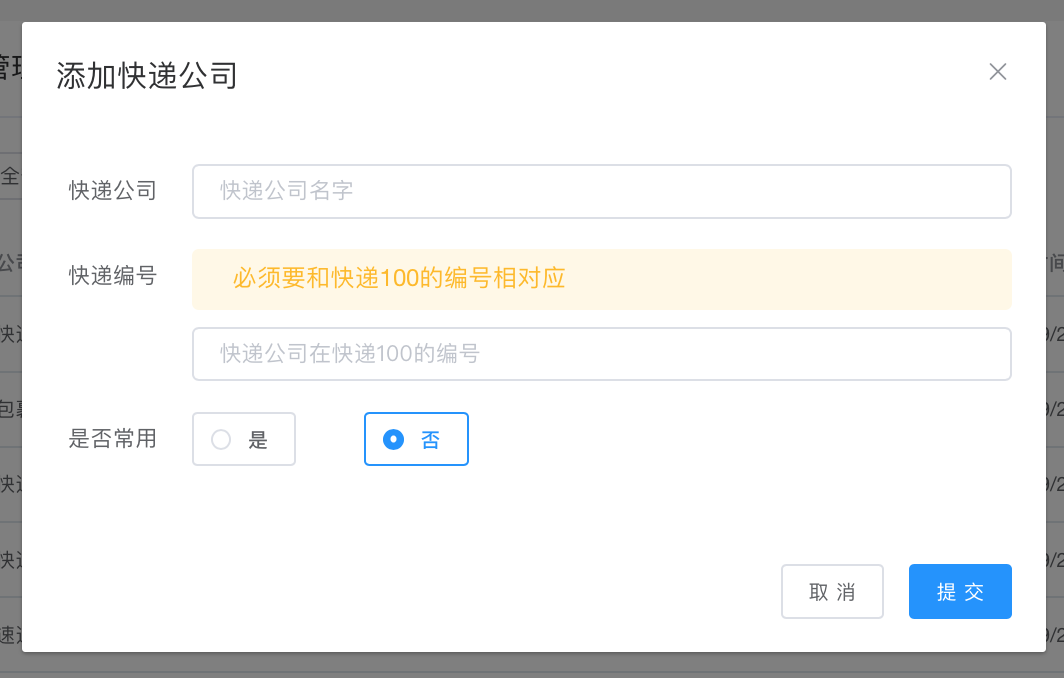 添加快递公司
快递公司
快递公司名字
快递编号
必须要和快递100的编号相对应
快递公司在快递100的编号
是否常用
是
否
取消
提交